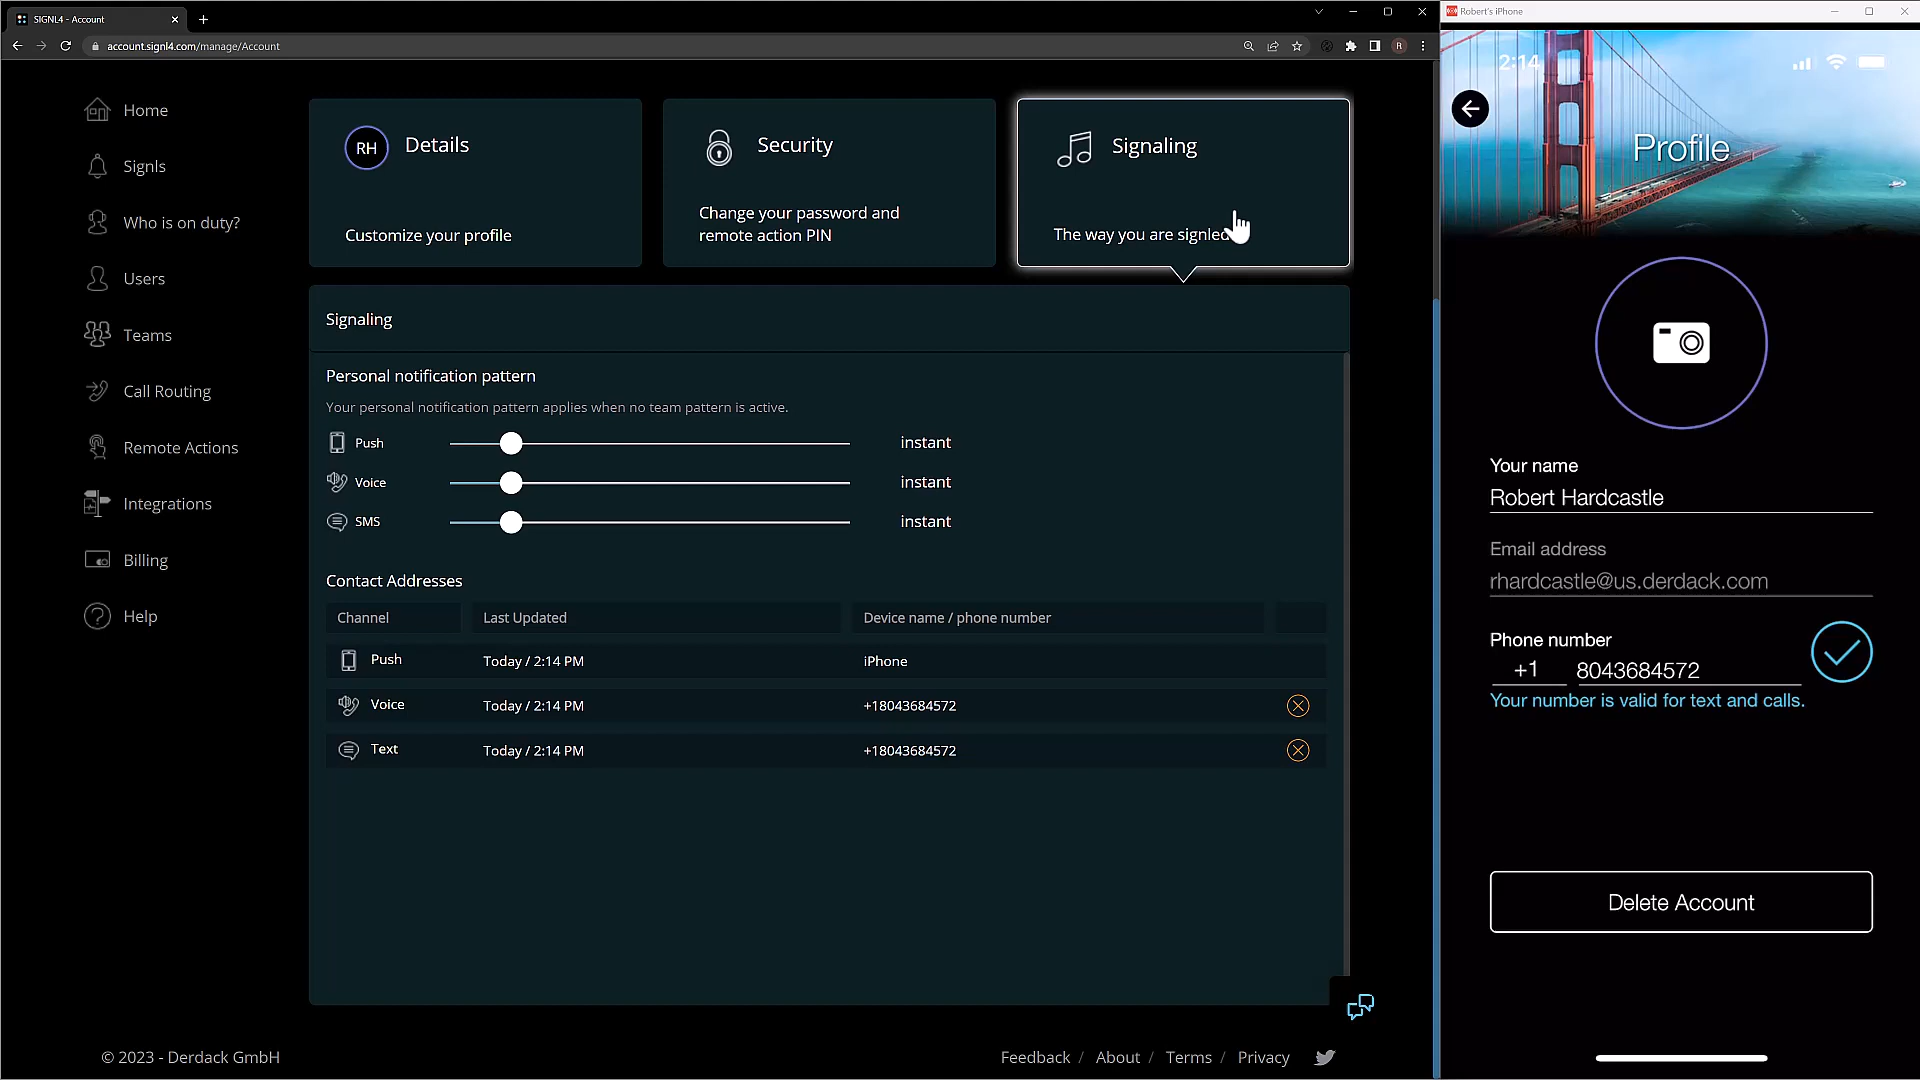 SIGNL4 - Account
account.signl4.com/manage/Account
R
Home
Signls
Who is on duty?
Users
Teams
Call Routing
Remote Actions
Integrations
Billing
Help
RH
Details
Customize your profile
Security
Change your password and
remote action PIN
Signaling
The way you are signled
Signaling
Personal notification pattern
Your personal notification pattern applies when no team pattern is active.
Push instant
Voice instant
SMS instant
Contact Addresses
Channel Last Updated Device name / phone number
Push Today / 2:14 PM iPhone
Voice Today / 2:14 PM +18043684572
Text Today / 2:14 PM +18043684572
© 2023 - Derdack GmbH
Feedback / About / Terms / Privacy
Robert's iPhone
2:14
Profile
Your name
Robert Hardcastle
Email address
rhardcastle@us.derdack.com
Phone number
+1 8043684572
Your number is valid for text and calls.
Delete Account